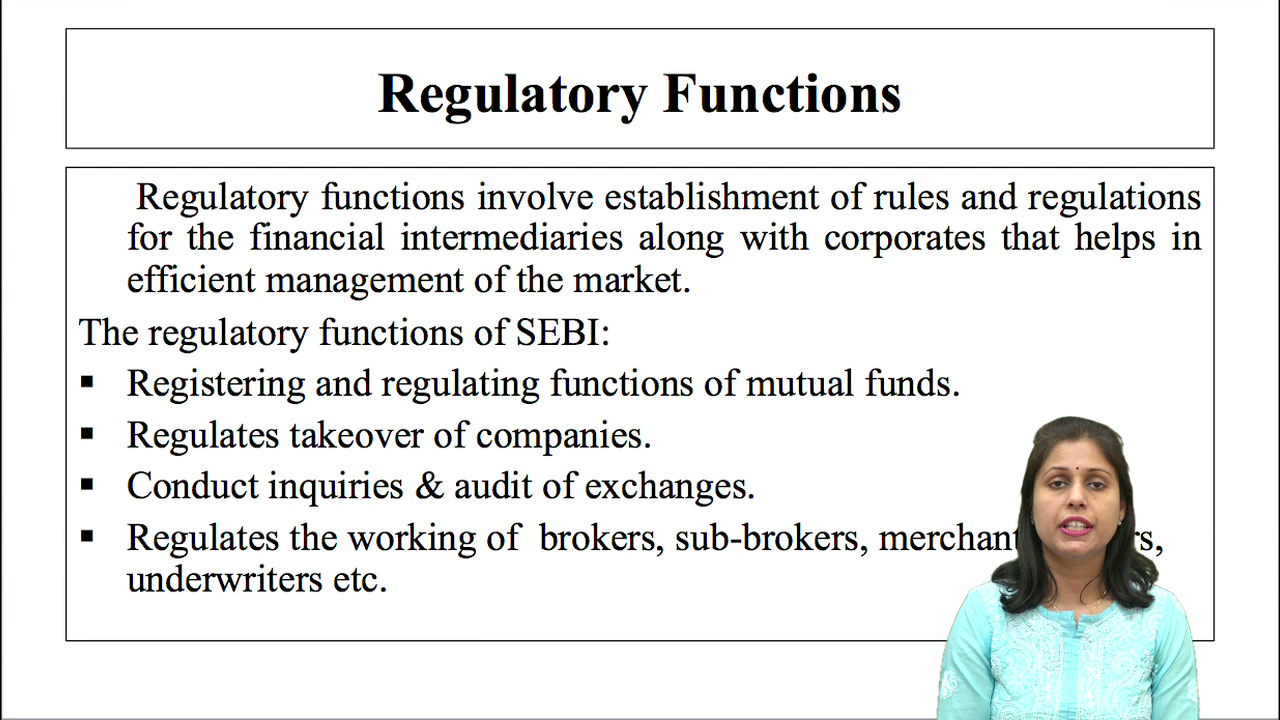 Regulatory Functions
Regulatory functions involve establishment of rules and regulations
for the financial intermediaries along with corporates that helps in
efficient management of the market.
The regulatory functions of SEBI:
▪ Registering and regulating functions of mutual funds.
▪ Regulates takeover of companies.
▪ Conduct inquiries & audit of exchanges.
▪ Regulates the working of brokers, sub-brokers, merchant
underwriters etc.